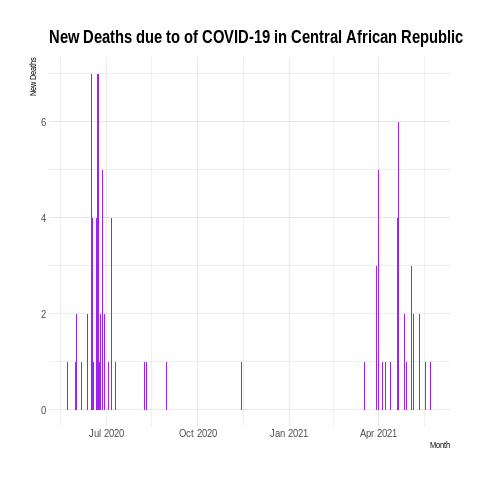 New Deaths due to of COVID-19 in Central African Republic
New Deaths
6
4
2
0
Jul 2020
Oct 2020
Jan 2021
Apr 2021
Month